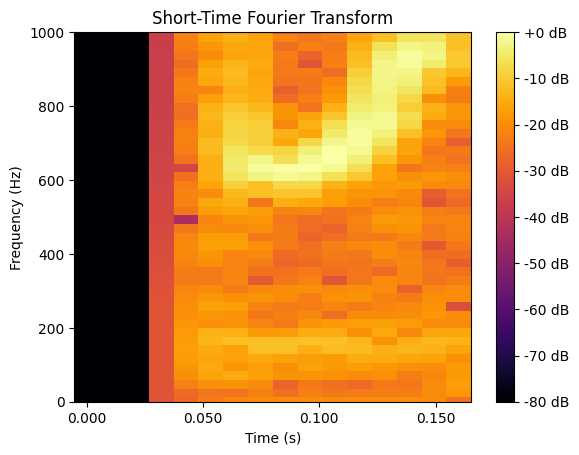 Short-Time Fourier Transform
1000
800
600
400
200
0
Frequency (Hz)
0.000
0.050
0.100
0.150
Time (s)
+0 dB
-10 dB
-20 dB
-30 dB
-40 dB
-50 dB
-60 dB
-70 dB
-80 dB